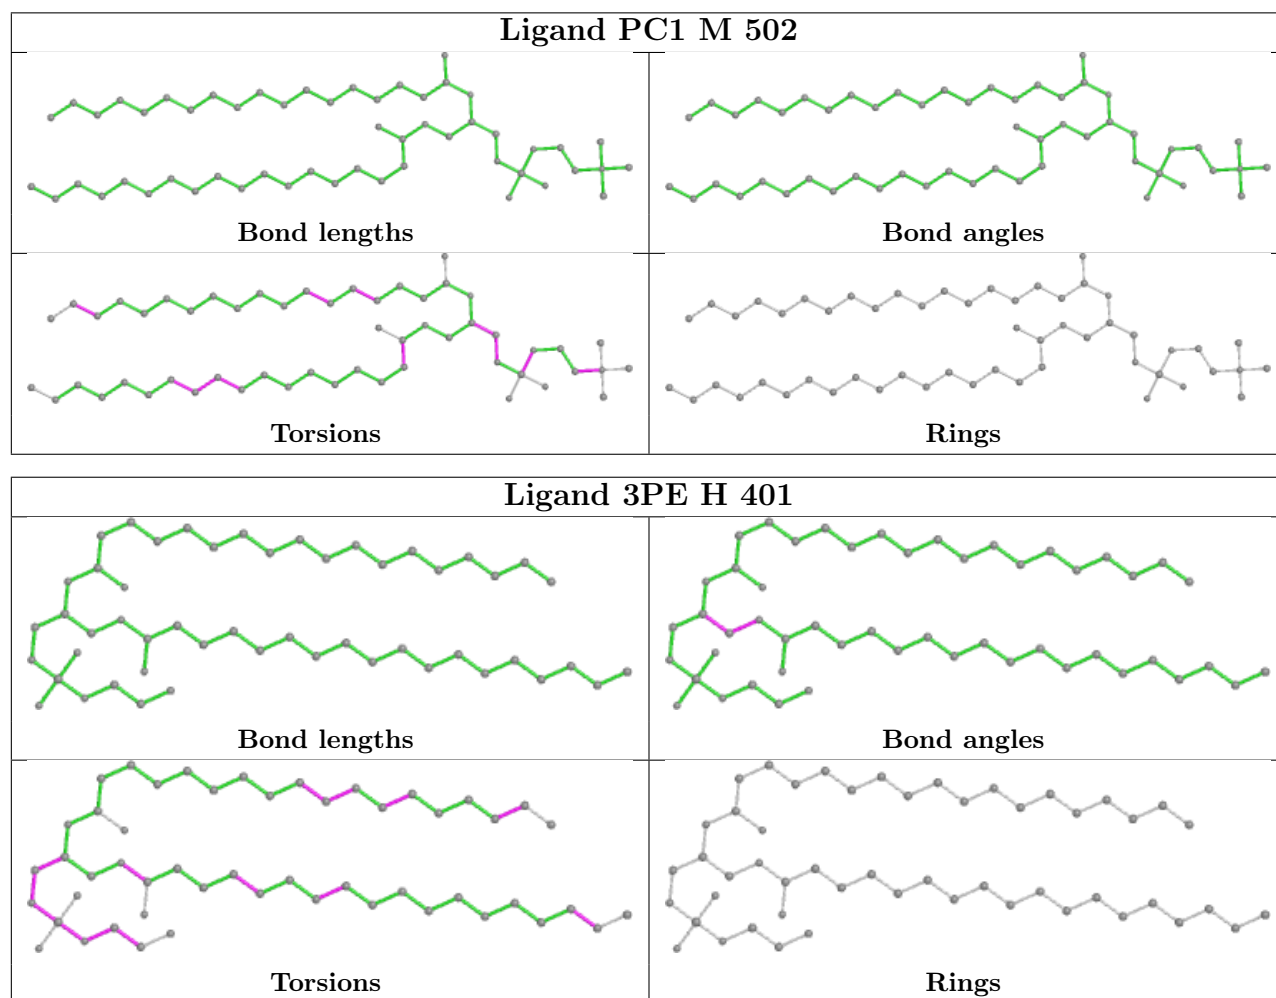 Ligand PC1 M 502
Bond lengths
Bond angles
Torsions
Rings
Ligand 3PE H 401
Bond lengths
Bond angles
Torsions
Rings